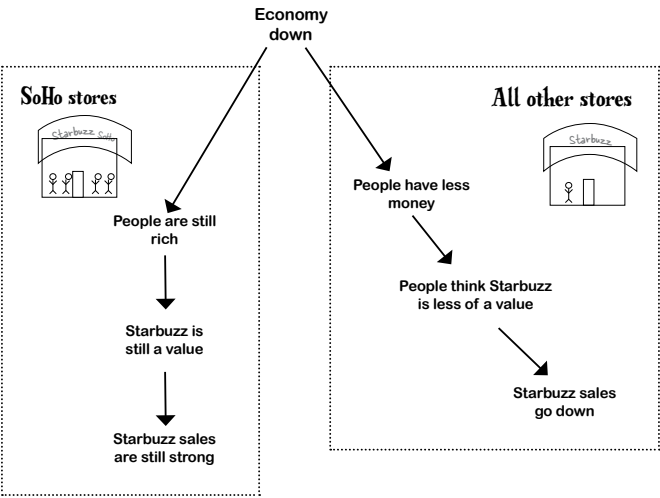 Economy
down
SoHo stores
Starbuzz SoHo
People are still
rich
Starbuzz is
still a value
Starbuzz sales
are still strong
All other stores
Starbuzz
People have less
money
People think Starbuzz
is less of a value
Starbuzz sales
go down